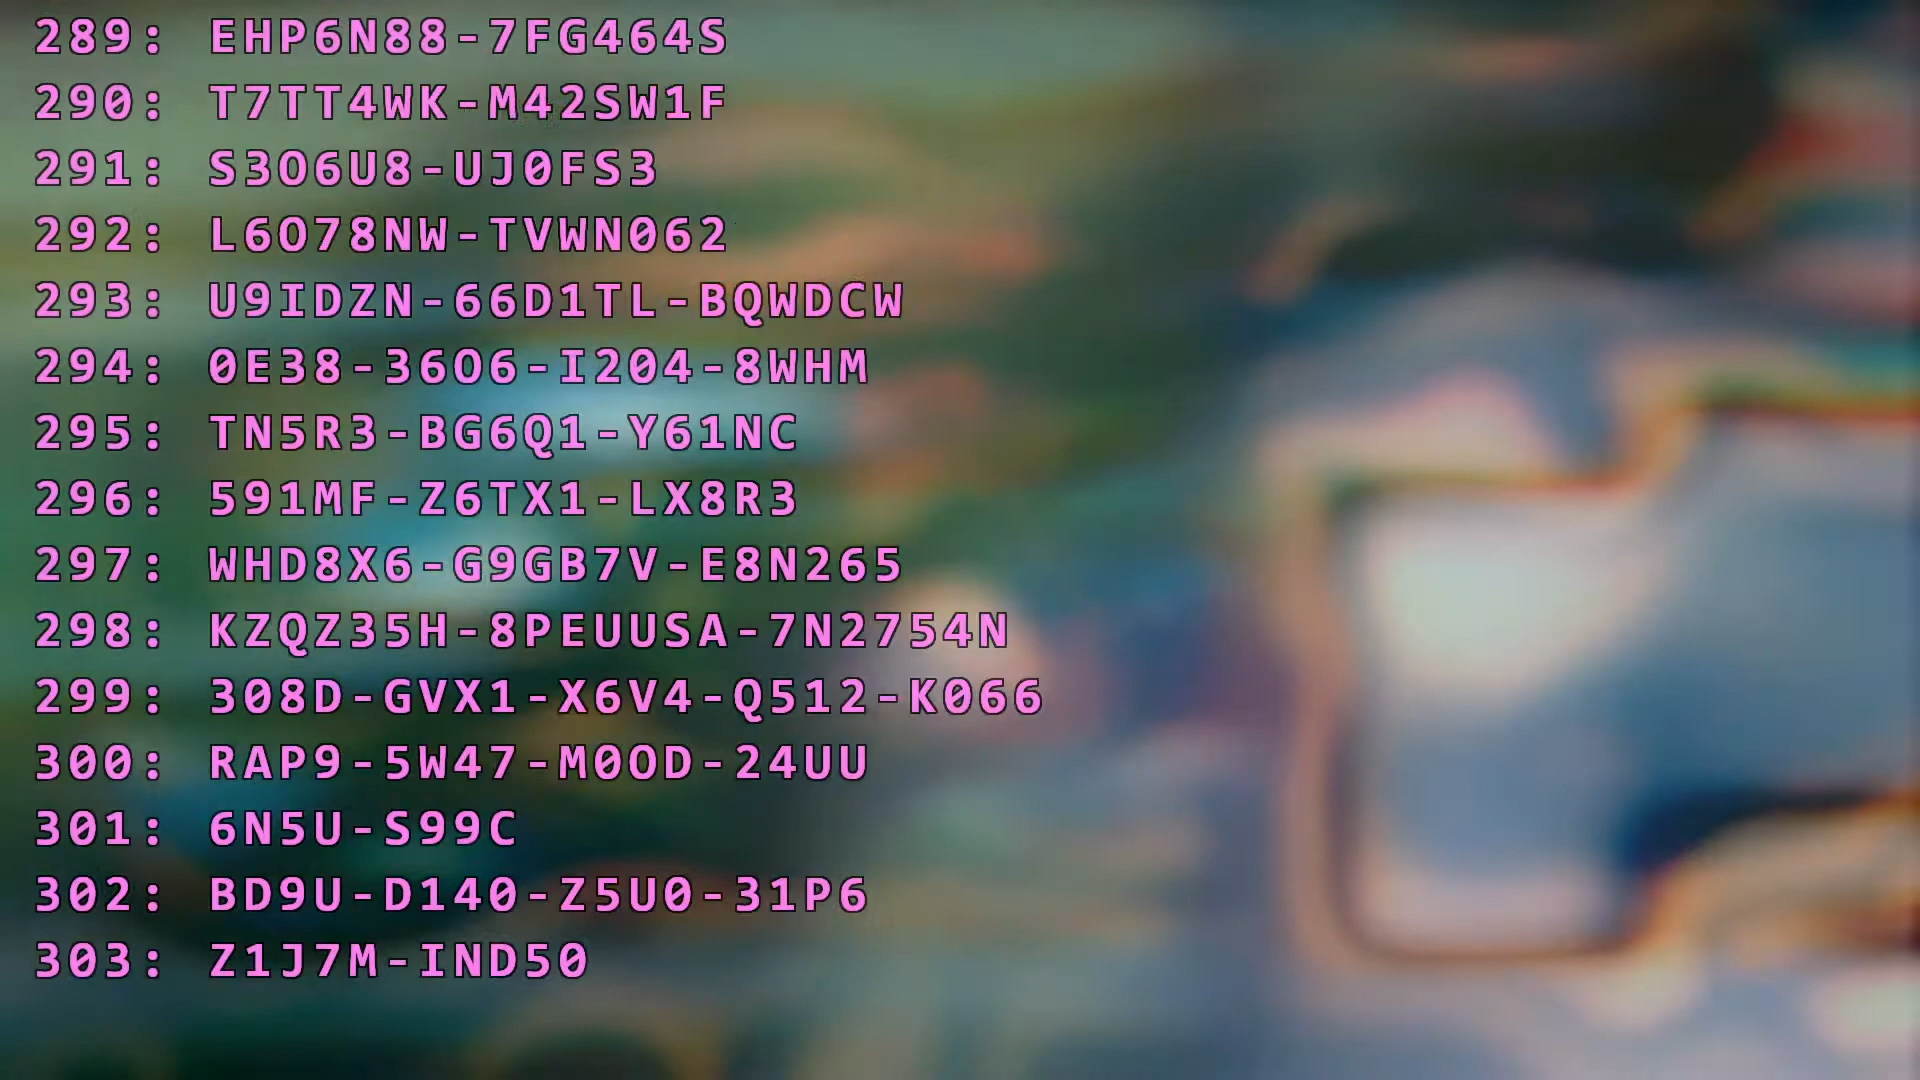 289: EHP6N88-7FG464S
290: T7TT4WK-M42SW1F
291: S3O6U8-UJ0FS3
292: L6O78NW-TVWN062
293: U9IDZN-66D1TL-BQWDCW
294: 0E38-36O6-I204-8WHM
295: TN5R3-BG6Q1-Y61NC
296: 591MF-Z6TX1-LX8R3
297: WHD8X6-G9GB7V-E8N265
298: KZQZ35H-8PEUUSA-7N2754N
299: 308D-GVX1-X6V4-Q512-K066
300: RAP9-5W47-M0OD-24UU
301: 6N5U-S99C
302: BD9U-D140-Z5U0-31P6
303: Z1J7M-IND50